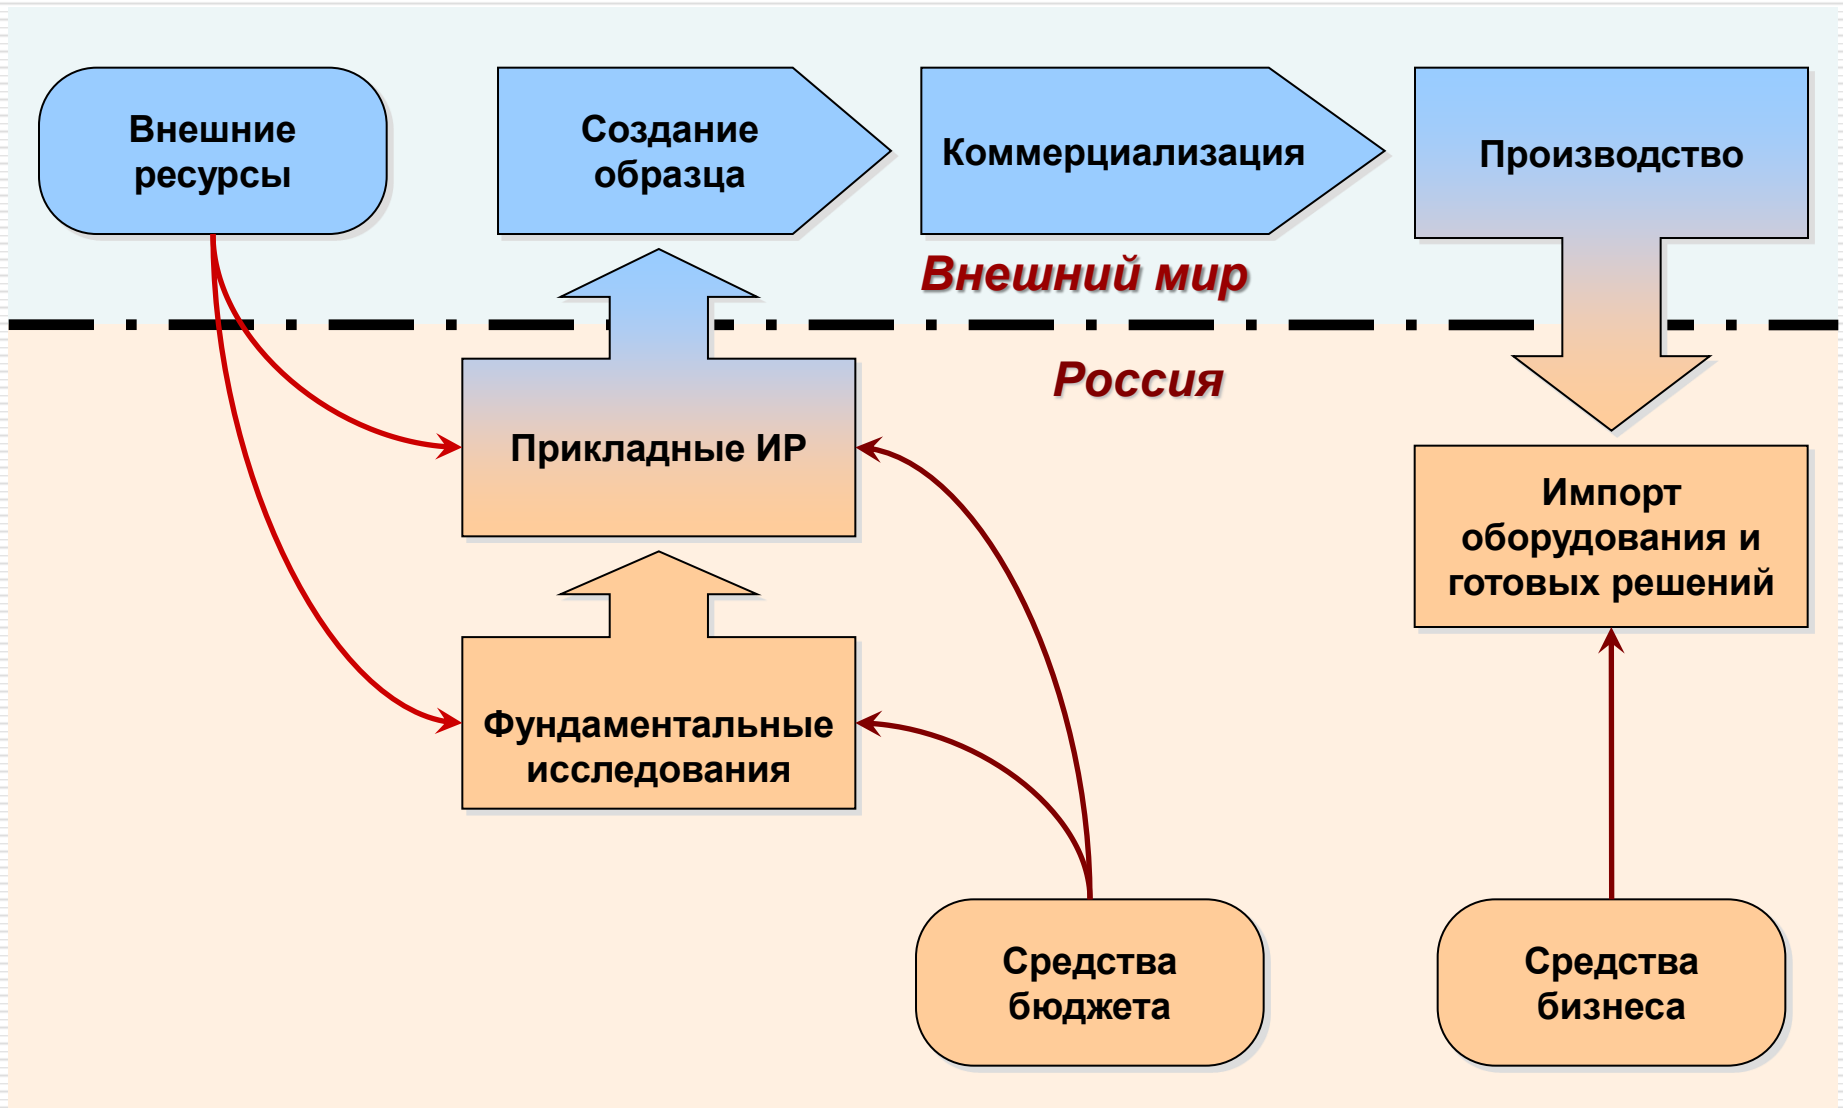 Внешние
ресурсы
Создание
образца
Коммерциализация
Производство
Внешний мир
Россия
Прикладные ИР
Импорт
оборудования и
готовых решений
Фундаментальные
исследования
Средства
бюджета
Средства
бизнеса